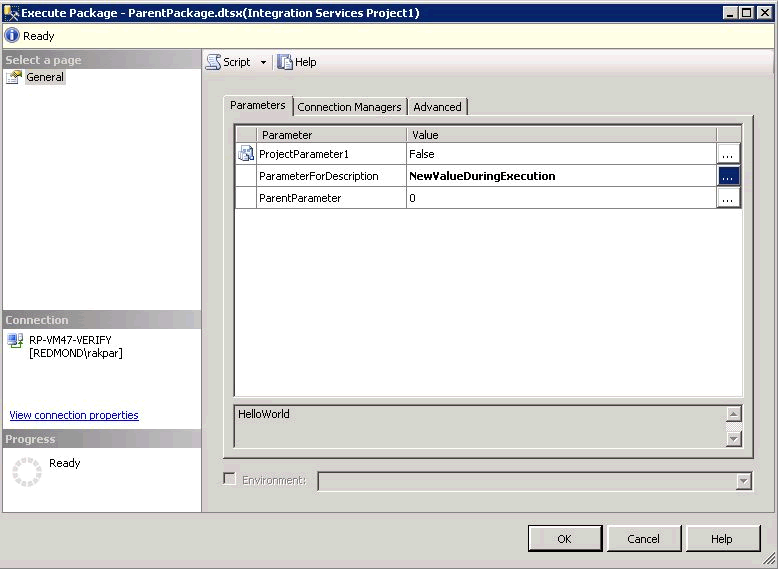 Execute Package - ParentPackage.dtsx(Integration Services Project1)
Ready
Select a page
General
Script
Help
Parameters
Connection Managers
Advanced
Parameter Value
ProjectParameter1 False ...
ParameterForDescription NewValueDuringExecution ...
ParentParameter 0 ...
Connection
RP-VM47-VERIFY
[REDMOND\rakpar]
View connection properties
HelloWorld
Progress
Ready
Environment:
OK
Cancel
Help